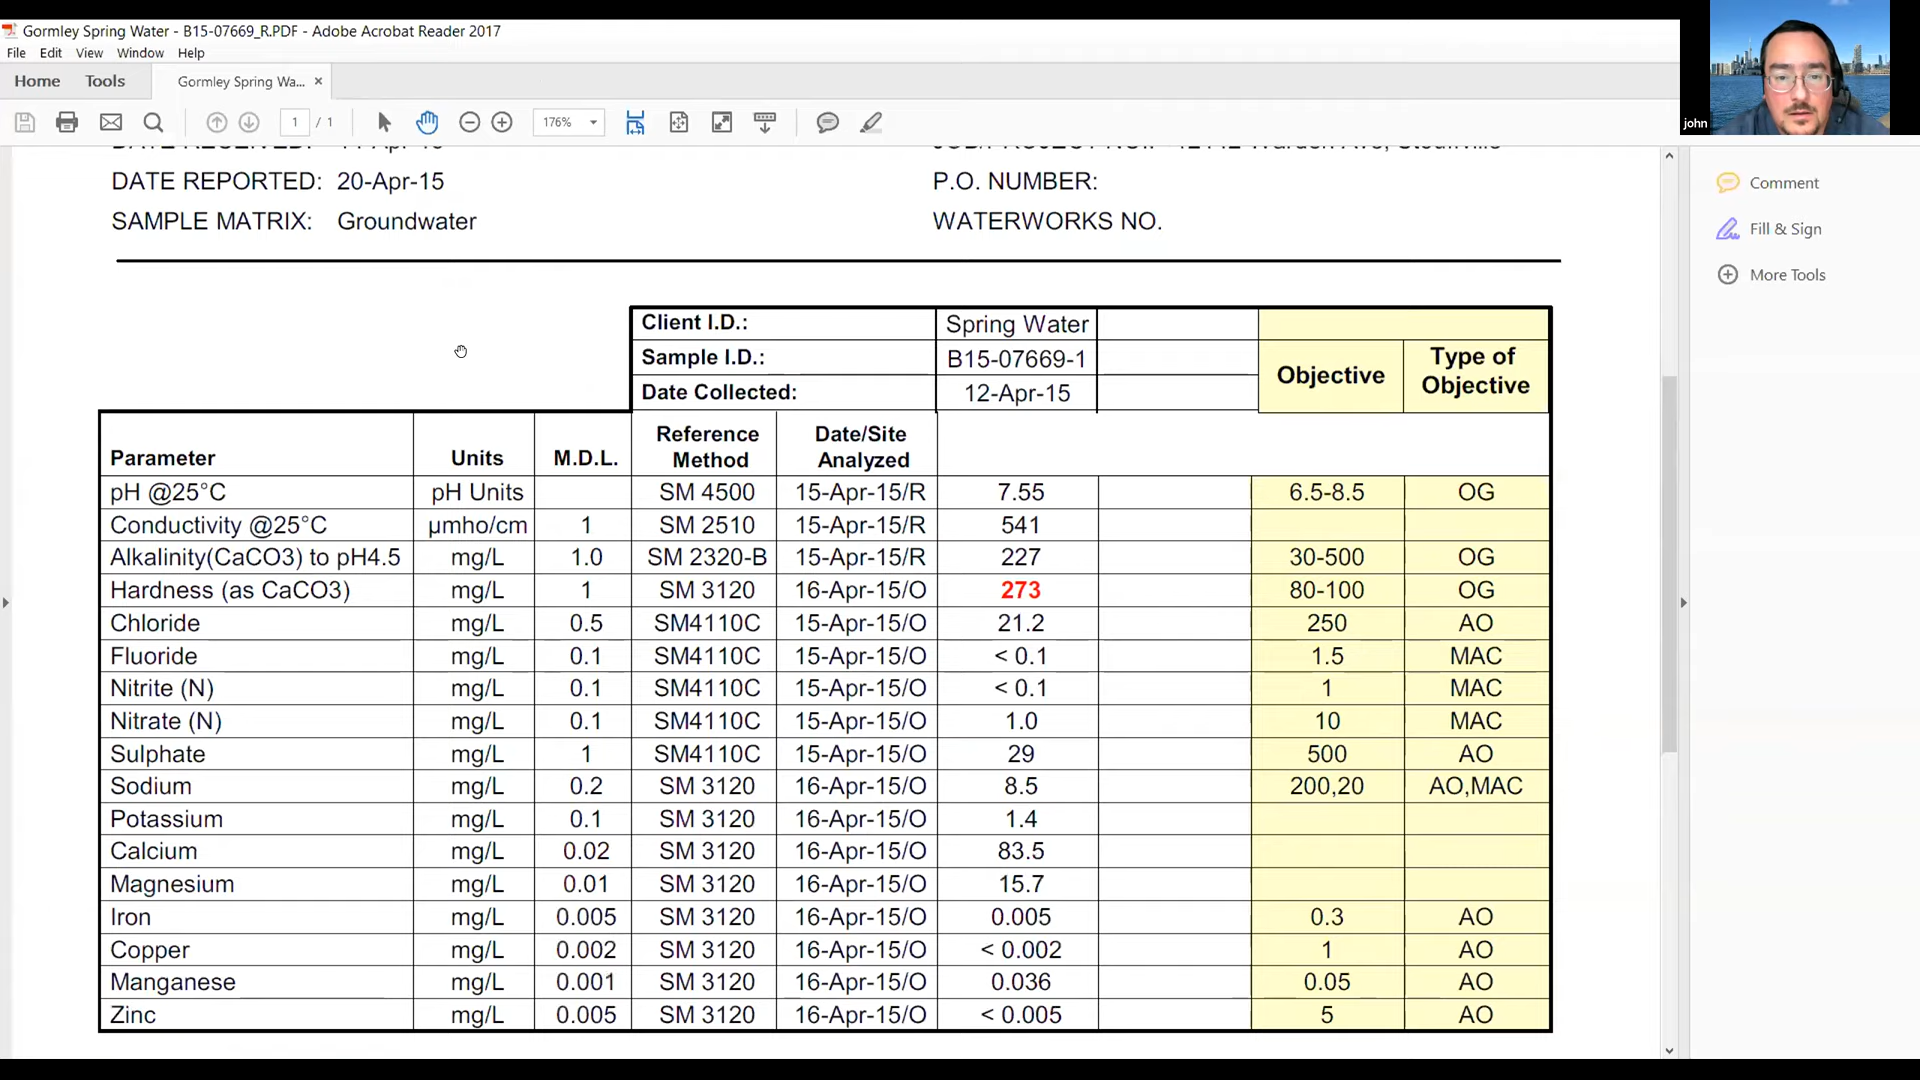 Gormley Spring Water - B15-07669_R.PDF - Adobe Acrobat Reader 2017
File Edit View Window Help
Home Tools Gormley Spring Wa... ×
1 / 1 176%
john
DATE REPORTED: 20-Apr-15 P.O. NUMBER:
SAMPLE MATRIX: Groundwater WATERWORKS NO.
Comment
Fill & Sign
More Tools
Client I.D.: Spring Water
Sample I.D.: B15-07669-1 Objective Type of Objective
Date Collected: 12-Apr-15
Parameter Units M.D.L. Reference Method Date/Site Analyzed
pH @25°C pH Units SM 4500 15-Apr-15/R 7.55 6.5-8.5 OG
Conductivity @25°C µmho/cm 1 SM 2510 15-Apr-15/R 541
Alkalinity(CaCO3) to pH4.5 mg/L 1.0 SM 2320-B 15-Apr-15/R 227 30-500 OG
Hardness (as CaCO3) mg/L 1 SM 3120 16-Apr-15/O 273 80-100 OG
Chloride mg/L 0.5 SM4110C 15-Apr-15/O 21.2 250 AO
Fluoride mg/L 0.1 SM4110C 15-Apr-15/O < 0.1 1.5 MAC
Nitrite (N) mg/L 0.1 SM4110C 15-Apr-15/O < 0.1 1 MAC
Nitrate (N) mg/L 0.1 SM4110C 15-Apr-15/O 1.0 10 MAC
Sulphate mg/L 1 SM4110C 15-Apr-15/O 29 500 AO
Sodium mg/L 0.2 SM 3120 16-Apr-15/O 8.5 200,20 AO,MAC
Potassium mg/L 0.1 SM 3120 16-Apr-15/O 1.4
Calcium mg/L 0.02 SM 3120 16-Apr-15/O 83.5
Magnesium mg/L 0.01 SM 3120 16-Apr-15/O 15.7
Iron mg/L 0.005 SM 3120 16-Apr-15/O 0.005 0.3 AO
Copper mg/L 0.002 SM 3120 16-Apr-15/O < 0.002 1 AO
Manganese mg/L 0.001 SM 3120 16-Apr-15/O 0.036 0.05 AO
Zinc mg/L 0.005 SM 3120 16-Apr-15/O < 0.005 5 AO